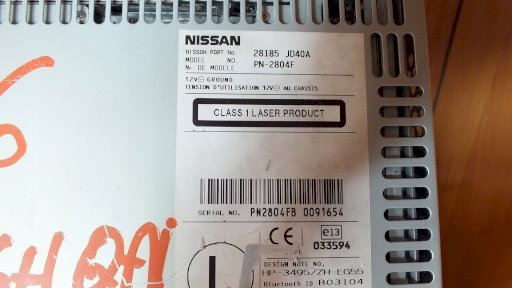 NISSAN
NISSAN PART No 28185 JD40A
MODEL NO. PN-2804F
No DE MODELE
12V ⊖ GROUND
TENSION D'UTILISATION 12V ⊖ AU CHASSIS
CLASS 1 LASER PRODUCT
SERIAL NO. PN2804FB 0091654
CE e13
033594
DESIGN NOTE NO.
HP-3495/ZH-EG55
Bluetooth ID B03104